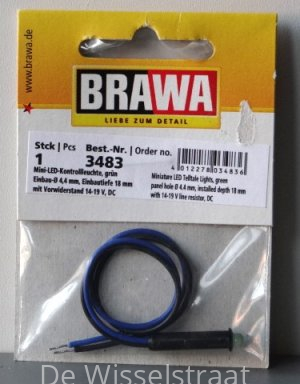 www.brawa.de
BRAWA
LIEBE ZUM DETAIL
Stck | Pcs Best.-Nr. | Order no.
1 3483
4 012278 034836
Mini-LED-Kontrollleuchte, grün
Einbau-Ø 4,4 mm, Einbautiefe 18 mm
mit Vorwiderstand 14-19 V, DC
Miniature LED Telltale Lights, green
panel hole Ø 4,4 mm, installed depth 18 mm
with 14-19 V line resistor, DC
De Wisselstraat